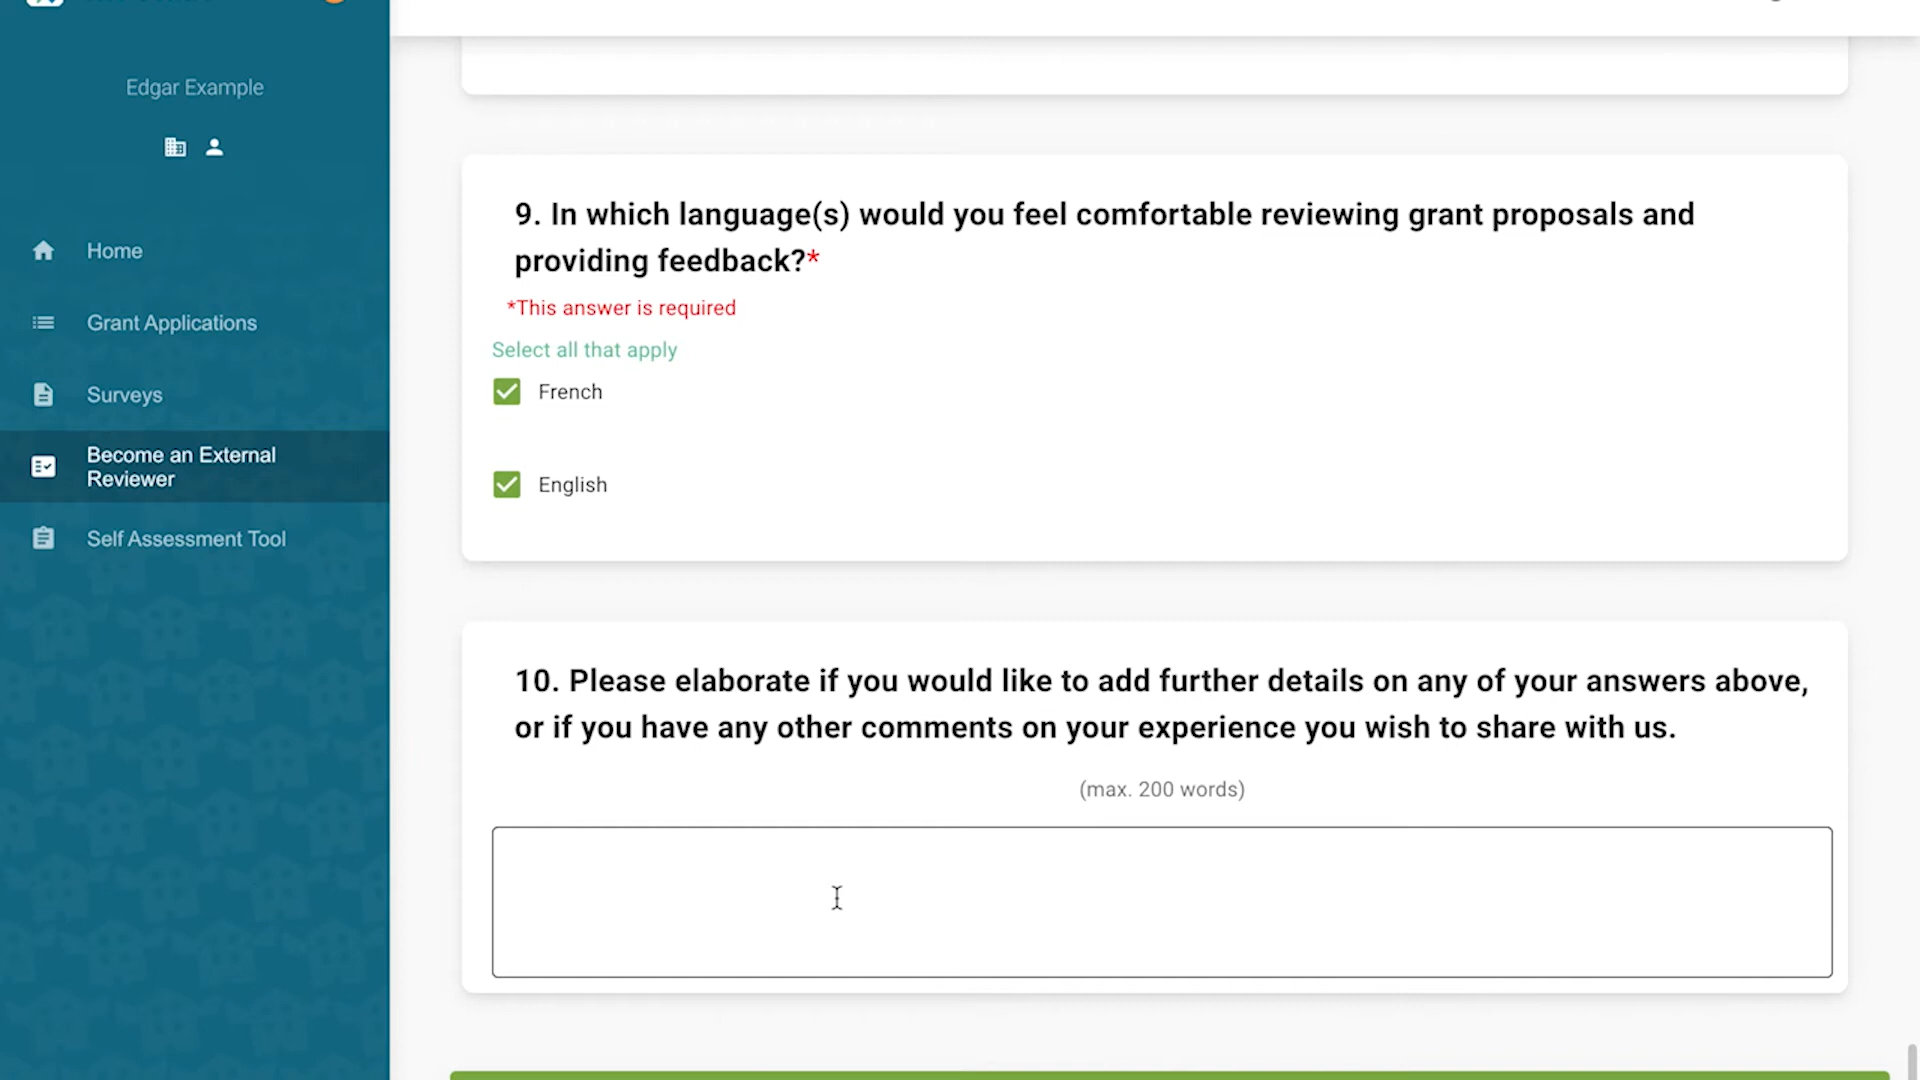 Edgar Example
Home
Grant Applications
Surveys
Become an External
Reviewer
Self Assessment Tool
9. In which language(s) would you feel comfortable reviewing grant proposals and
providing feedback?*
*This answer is required
Select all that apply
French
English
10. Please elaborate if you would like to add further details on any of your answers above,
or if you have any other comments on your experience you wish to share with us.
(max. 200 words)